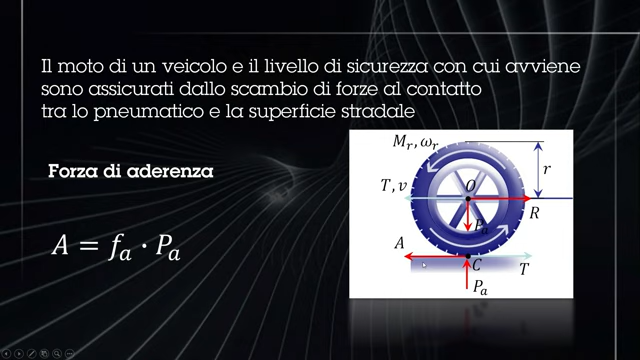 Il moto di un veicolo e il livello di sicurezza con cui avviene
sono assicurati dallo scambio di forze al contatto
tra lo pneumatico e la superficie stradale
Forza di aderenza
A = fₐ · Pₐ
Mᵣ, ωᵣ
r
T, v
O
R
Pₐ
A
C
T
Pₐ